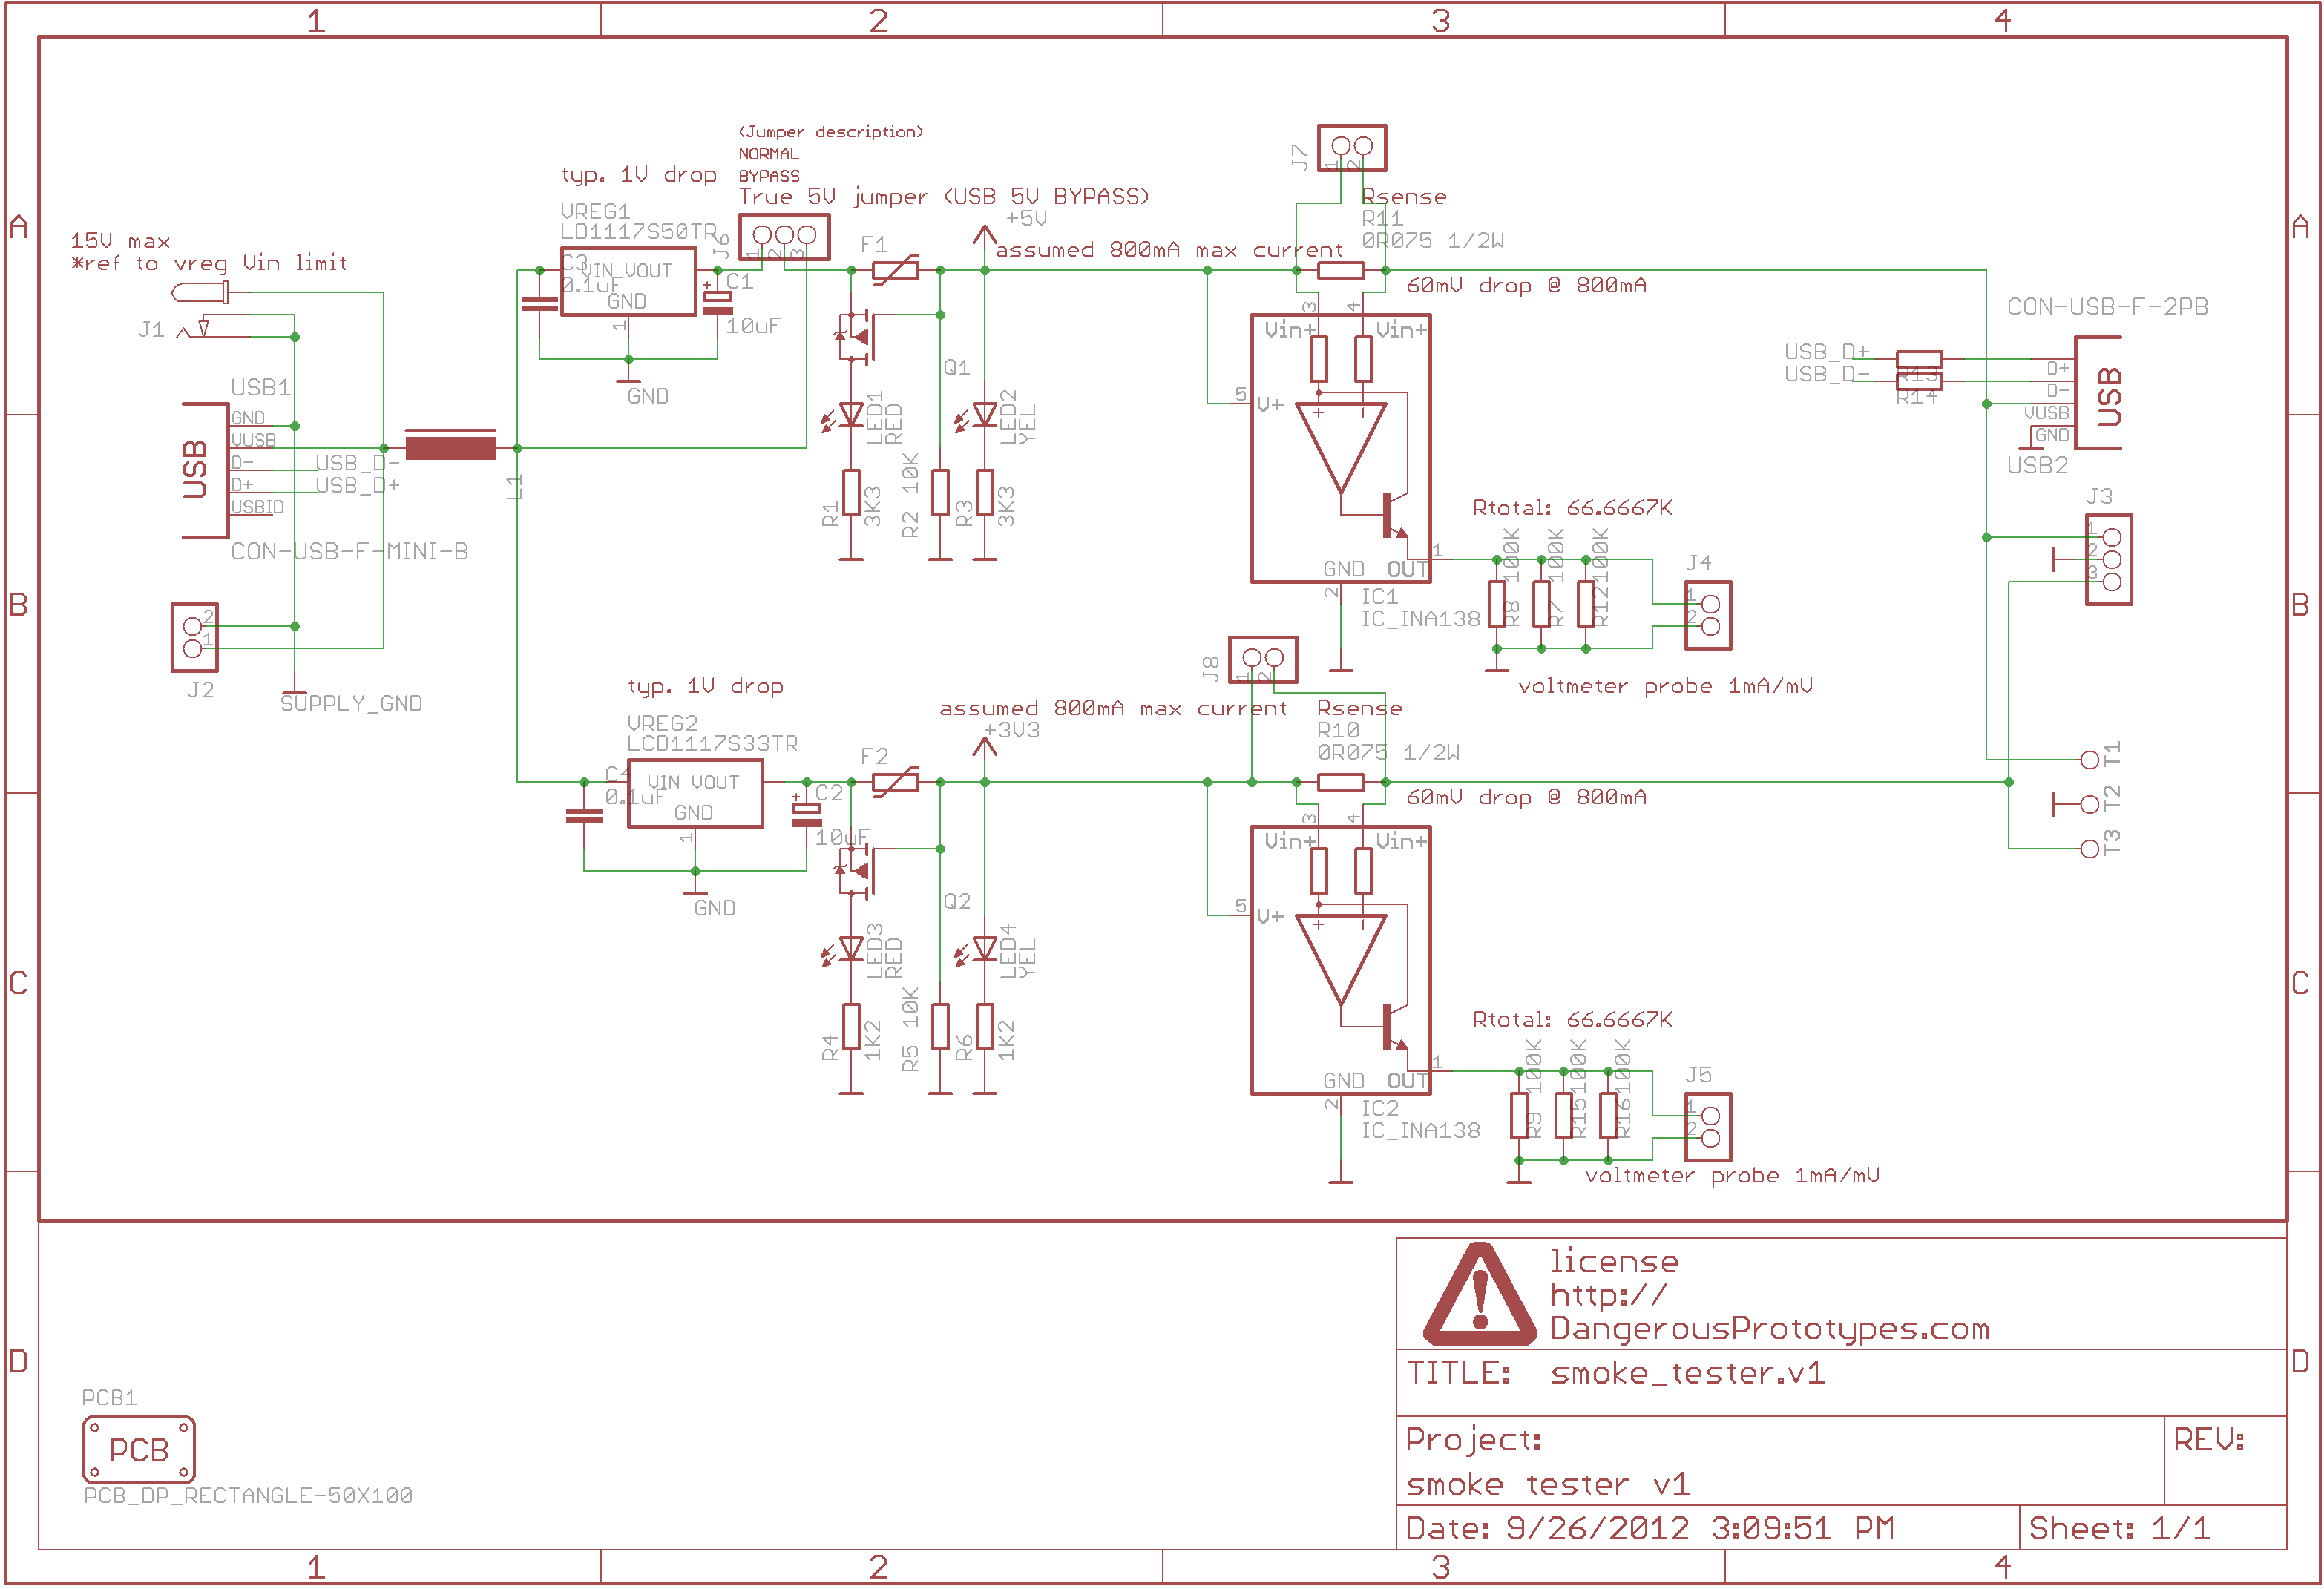 1
2
3
4
A
A
B
B
C
C
D
D
(Jumper description)
NORMAL
BYPASS
True 5V jumper (USB 5V BYPASS)
typ. 1V drop
VREG1
LD1117S50TR
J6
1
2
3
C3
0.1uF
VIN VOUT
GND
1
GND
C1
+
10uF
F1
+5V
assumed 800mA max current
J7
1
2
Rsense
R11
0R075 1/2W
60mV drop @ 800mA
15V max
*ref to vreg Vin limit
J1
USB1
USB
GND
VUSB
D-
D+
USBID
USB_D-
USB_D+
CON-USB-F-MINI-B
L1
2
1
J2
SUPPLY_GND
Q1
LED1
RED
LED2
YEL
R1
3K3
R2
10K
R3
3K3
3
4
Vin+
Vin+
5
V+
+
-
GND
OUT
1
2
IC1
IC_INA138
Rtotal: 66.6667K
R8
100K
R7
100K
R12
100K
J4
1
2
voltmeter probe 1mA/mV
CON-USB-F-2PB
USB_D+
USB_D-
R13
R14
D+
D-
VUSB
GND
USB
USB2
J3
1
2
3
T1
T2
T3
typ. 1V drop
VREG2
LCD1117S33TR
C4
0.1uF
VIN VOUT
GND
1
GND
C2
+
10uF
F2
+3V3
assumed 800mA max current
J8
1
2
Rsense
R10
0R075 1/2W
60mV drop @ 800mA
Q2
LED3
RED
LED4
YEL
R4
1K2
R5
10K
R6
1K2
3
4
Vin+
Vin+
5
V+
+
-
GND
OUT
1
2
IC2
IC_INA138
Rtotal: 66.6667K
R9
100K
R15
100K
R16
100K
J5
1
2
voltmeter probe 1mA/mV
PCB1
PCB
PCB_DP_RECTANGLE-50X100
license
http://
DangerousPrototypes.com
TITLE: smoke_tester.v1
Project:
REV:
smoke tester v1
Date: 9/26/2012 3:09:51 PM
Sheet: 1/1
1
2
3
4